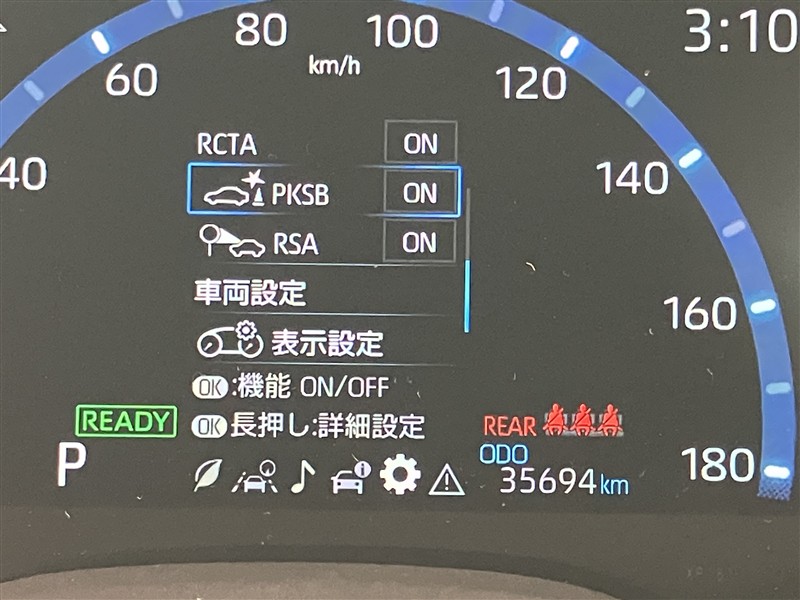 3:10
80
100
km/h
60
120
RCTA ON
40
140
PKSB ON
RSA ON
車両設定
160
表示設定
OK:機能 ON/OFF
READY
OK長押し:詳細設定
REAR
P
ODO
180
35694km